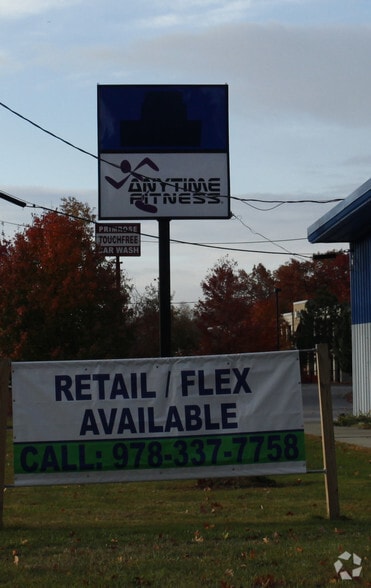 ANYTIME
FITNESS
PRIMROSE
TOUCHFREE
CAR WASH
RETAIL / FLEX
AVAILABLE
CALL: 978-337-7758